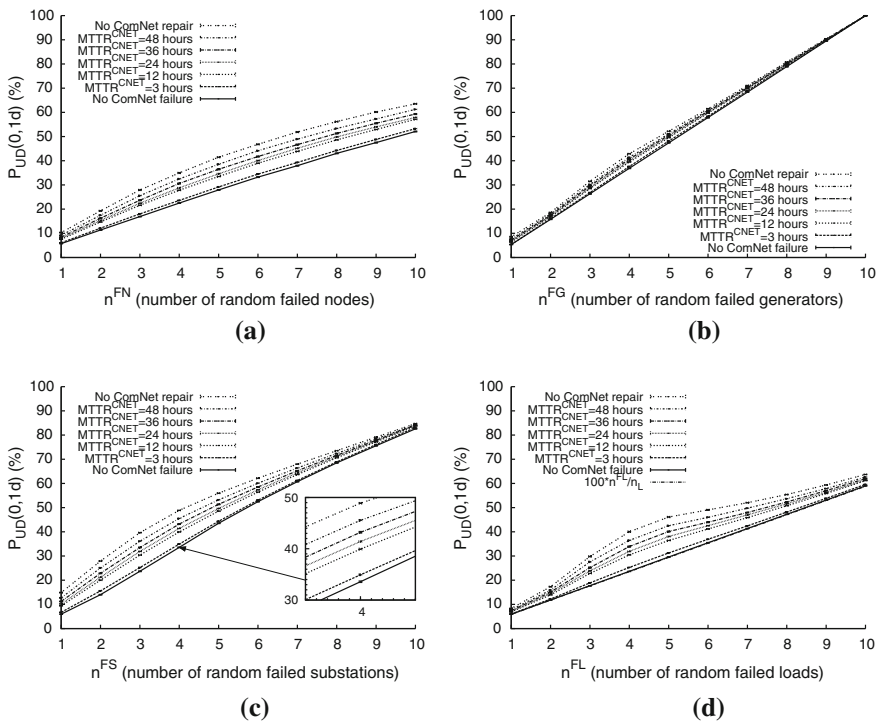 100
90
80
70
60
50
40
30
20
10
0
P_UD(0,1d) (%)
No ComNet repair
MTTR^CNET=48 hours
MTTR^CNET=36 hours
MTTR^CNET=24 hours
MTTR^CNET=12 hours
MTTR^CNET=3 hours
No ComNet failure
1 2 3 4 5 6 7 8 9 10
n^FN (number of random failed nodes)
(a)
100
90
80
70
60
50
40
30
20
10
0
P_UD(0,1d) (%)
No ComNet repair
MTTR^CNET=48 hours
MTTR^CNET=36 hours
MTTR^CNET=24 hours
MTTR^CNET=12 hours
MTTR^CNET=3 hours
No ComNet failure
1 2 3 4 5 6 7 8 9 10
n^FG (number of random failed generators)
(b)
100
90
80
70
60
50
40
30
20
10
0
P_UD(0,1d) (%)
No ComNet repair
MTTR^CNET=48 hours
MTTR^CNET=36 hours
MTTR^CNET=24 hours
MTTR^CNET=12 hours
MTTR^CNET=3 hours
No ComNet failure
50
40
30
4
1 2 3 4 5 6 7 8 9 10
n^FS (number of random failed substations)
(c)
100
90
80
70
60
50
40
30
20
10
0
P_UD(0,1d) (%)
No ComNet repair
MTTR^CNET=48 hours
MTTR^CNET=36 hours
MTTR^CNET=24 hours
MTTR^CNET=12 hours
MTTR^CNET=3 hours
No ComNet failure
100*n^FL/n_L
1 2 3 4 5 6 7 8 9 10
n^FL (number of random failed loads)
(d)